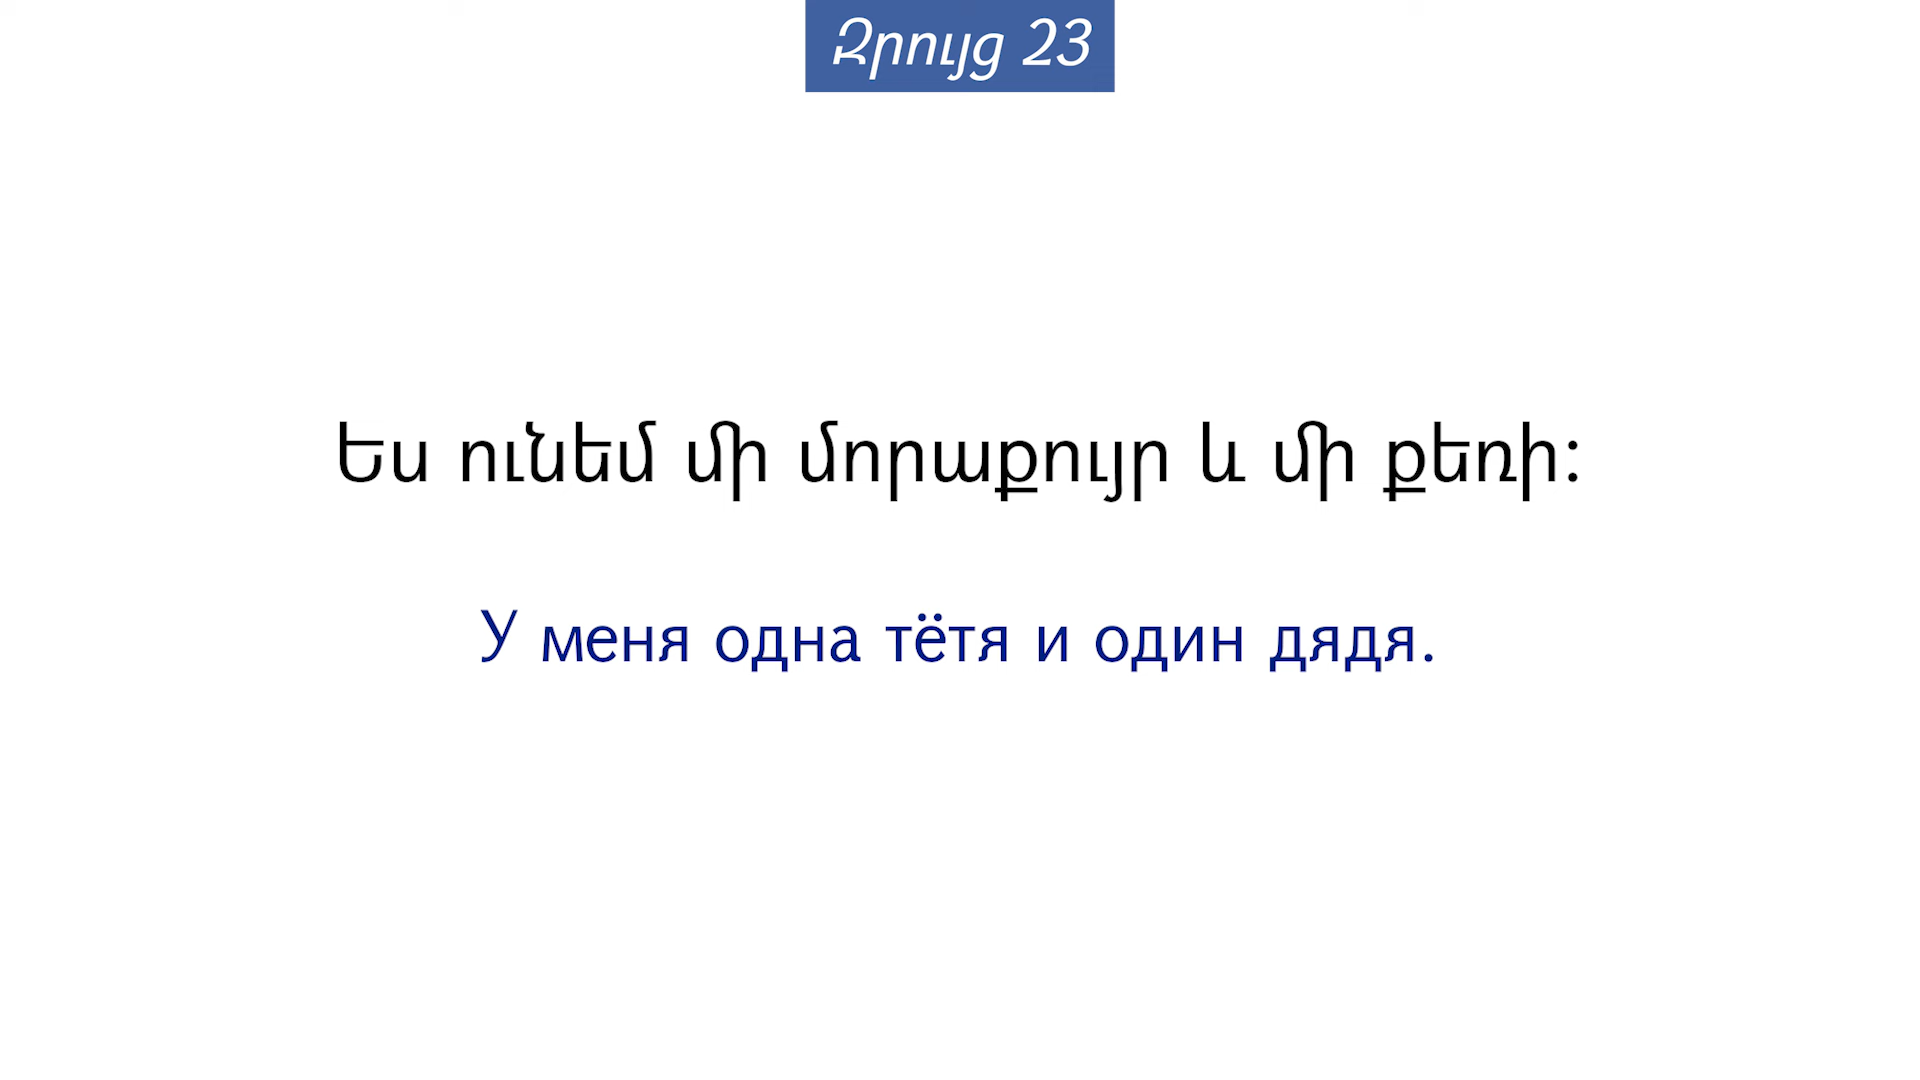 Զրույց 23
Ես ունեմ մի մորաքույր և մի քեռի:
У меня одна тётя и один дядя.